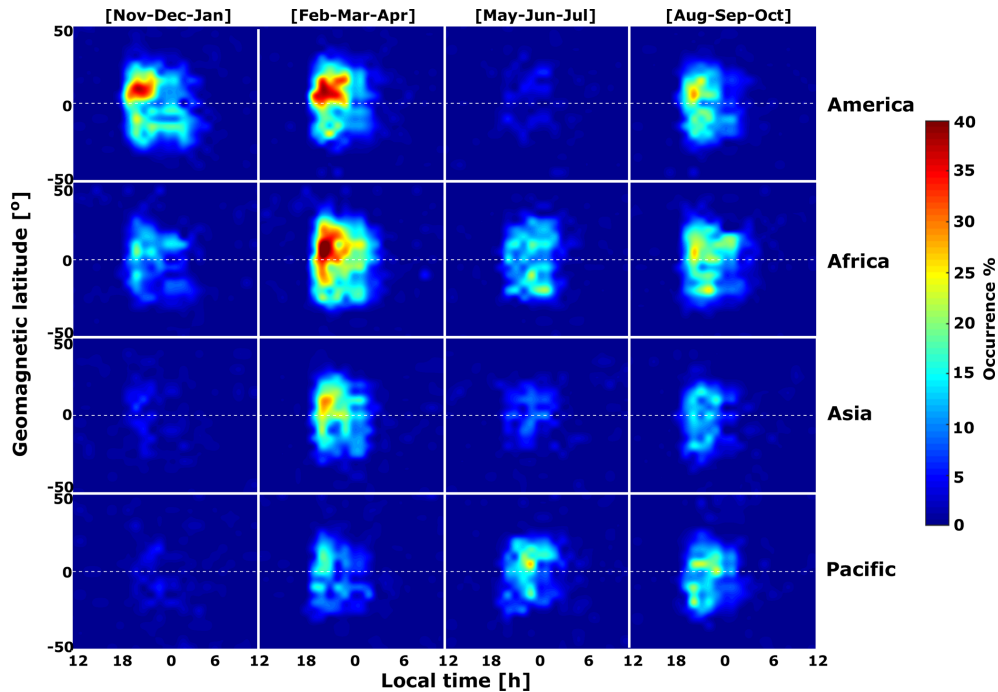 [Nov-Dec-Jan] [Feb-Mar-Apr] [May-Jun-Jul] [Aug-Sep-Oct]
50
0
-50
America
50
0
-50
Africa
50
0
-50
Asia
50
0
-50
Pacific
Geomagnetic latitude [º]
12 18 0 6 12 18 0 6 12 18 0 6 12 18 0 6 12
Local time [h]
40
35
30
25
20
15
10
5
0
Occurrence %